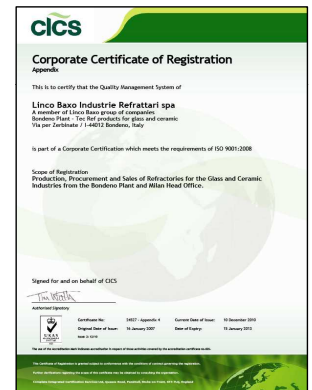 cics
Corporate Certificate of Registration
Appendix
This is to certify that the Quality Management System of
Linco Baxo Industrie Refrattari spa
A member of Linco Baxo group of companies
Bondeno Plant - Tec Ref products for glass and ceramic
Via per Zerbinate / I-44012 Bondeno, Italy
is part of a Corporate Certification which meets the requirements of ISO 9001:2008
Scope of Registration
Production, Procurement and Sales of Refractories for the Glass and Ceramic
Industries from the Bondeno Plant and Milan Head Office.
Signed for and on behalf of CICS
Authorised Signatory
Certificate No: Appendix 4 Current Date of Issue: 10 December 2010
Original Date of Issue: 16 January 2007 Date of Expiry: 15 January 2013
UKAS